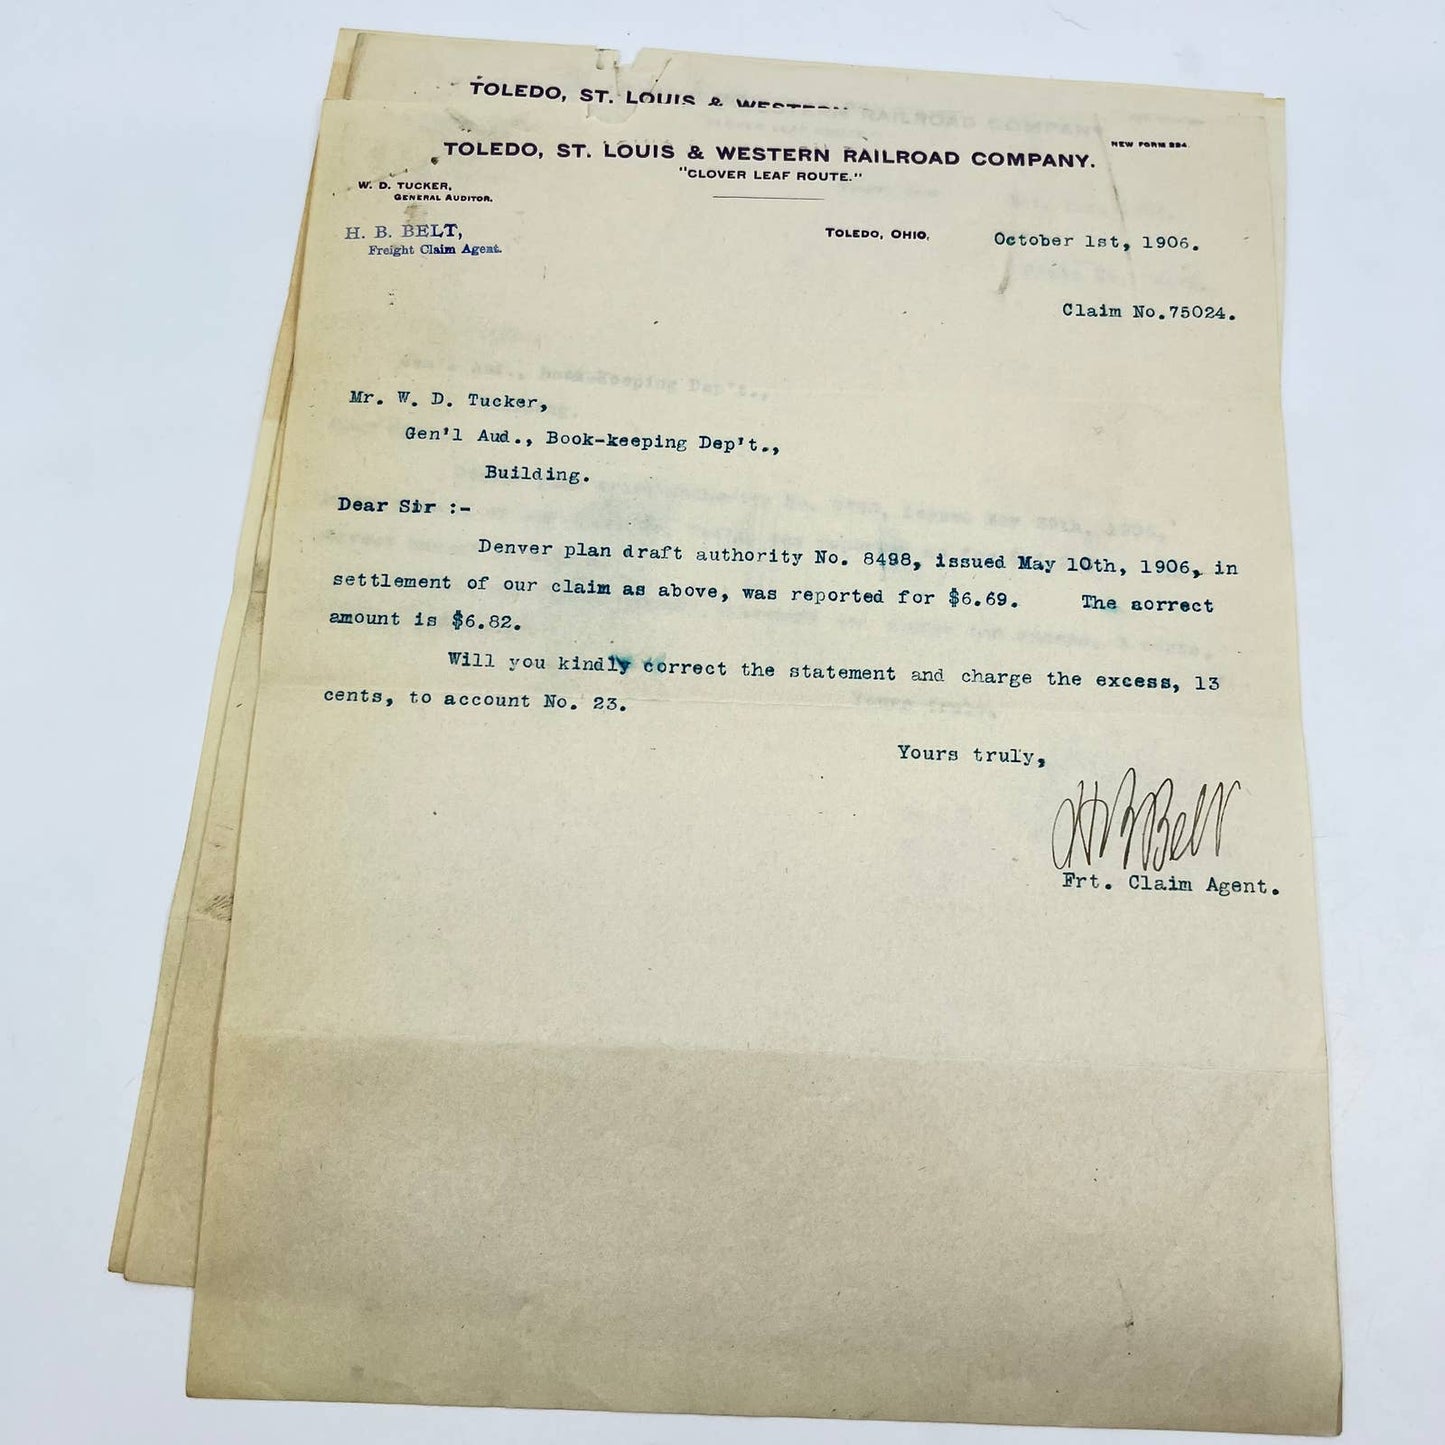 TOLEDO, ST. LOUIS & WESTERN
TOLEDO, ST. LOUIS & WESTERN RAILROAD COMPANY.
NEW FORM 294.
"CLOVER LEAF ROUTE."
W. D. TUCKER,
GENERAL AUDITOR.
H. B. BELT,
Freight Claim Agent.
TOLEDO, OHIO, October 1st, 1906.
Claim No.75024.
Mr. W. D. Tucker,
Gen'l Aud., Book-keeping Dep't.,
Building.
Dear Sir :-
Denver plan draft authority No. 8498, issued May 10th, 1906, in
settlement of our claim as above, was reported for $6.69. The aorrect
amount is $6.82.
Will you kindly correct the statement and charge the excess, 13
cents, to account No. 23.
Yours truly,
H B Belt
Frt. Claim Agent.